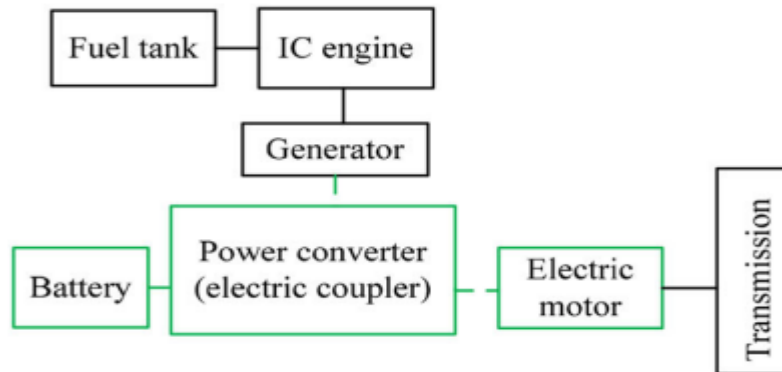 Fuel tank
IC engine
Generator
Power converter
(electric coupler)
Battery
Electric
motor
Transmission